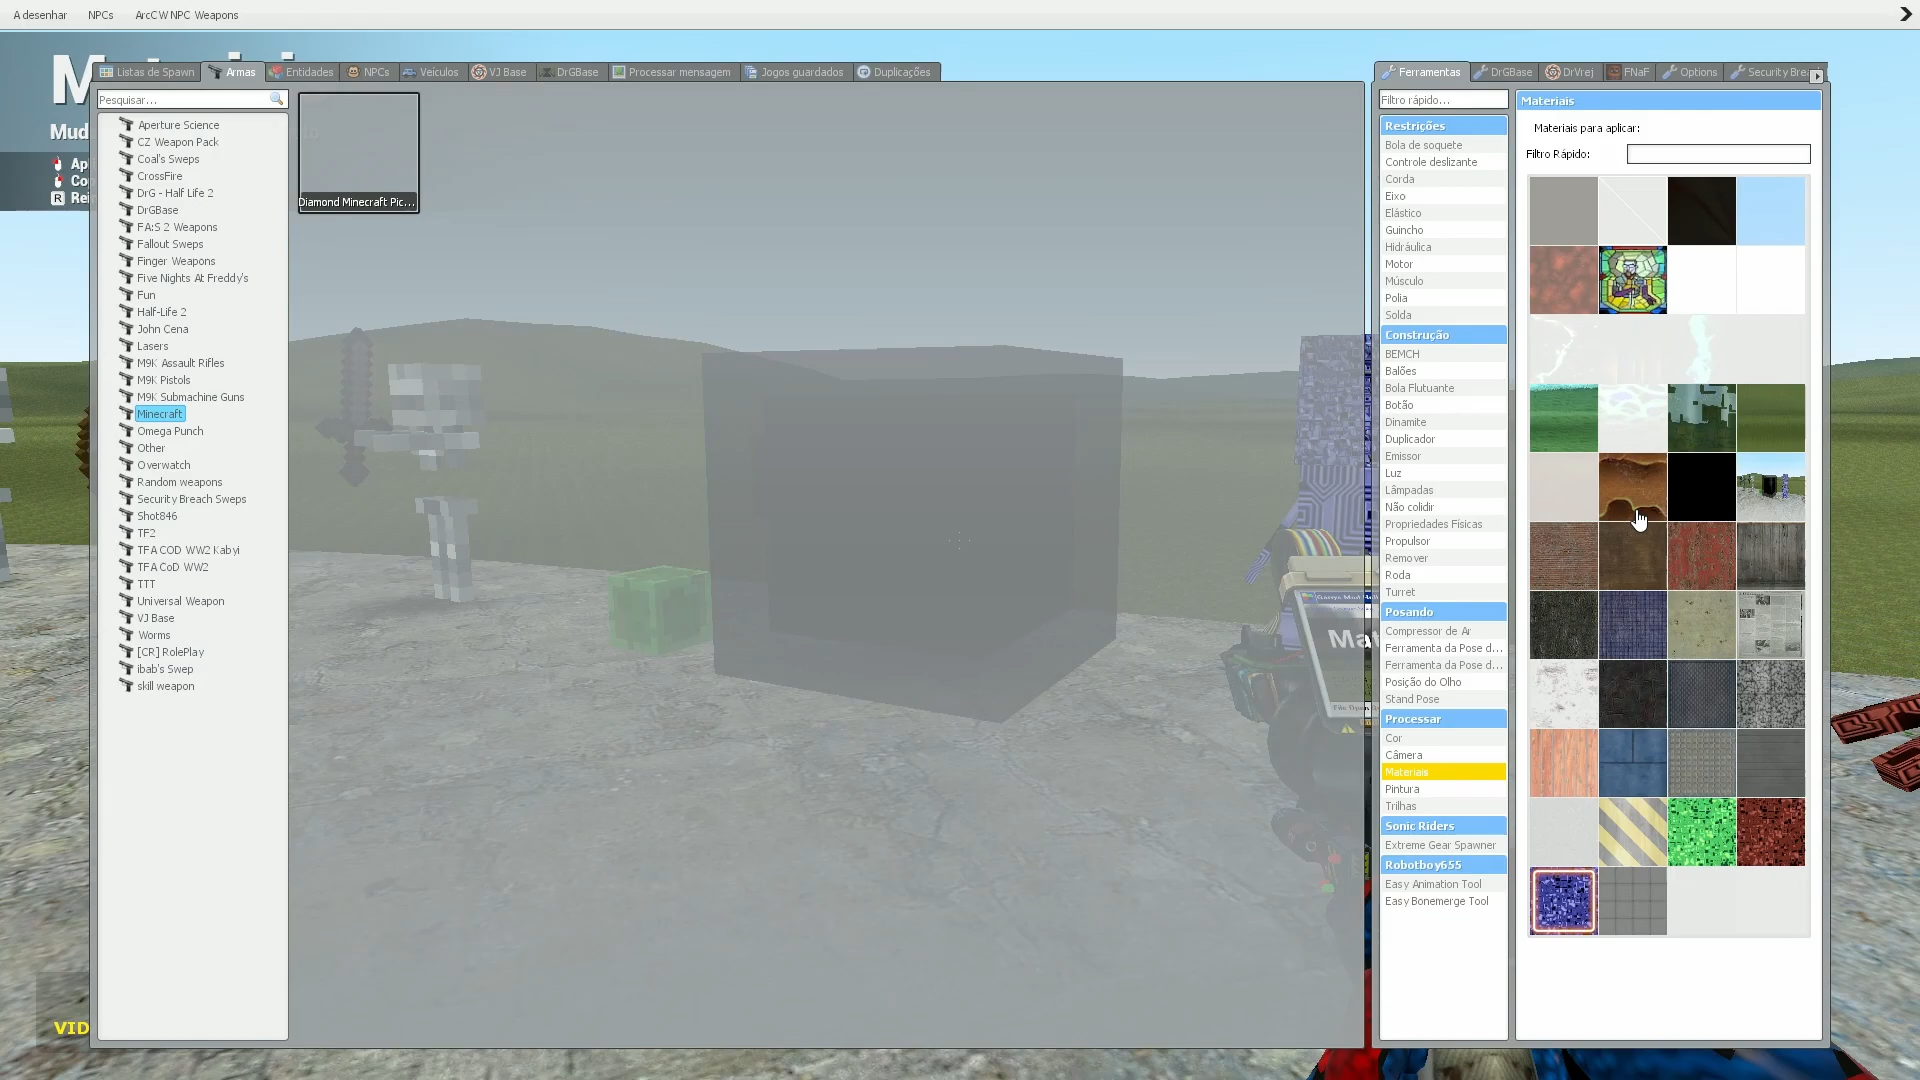 A desenhar NPCs ArcCW NPC Weapons
Listas de Spawn Armas Entidades NPCs Veículos VJ Base DrGBase Processar mensagem Jogos guardados Duplicações
Ferramentas DrGBase DrVrej FNaF Options Security Brea
M
Mud
Apl
Co
R Rei
VID
Pesquisar...
Aperture Science
CZ Weapon Pack
Coal's Sweps
CrossFire
DrG - Half Life 2
DrGBase
FA:S 2 Weapons
Fallout Sweps
Finger Weapons
Five Nights At Freddy's
Fun
Half-Life 2
John Cena
Lasers
M9K Assault Rifles
M9K Pistols
M9K Submachine Guns
Minecraft
Omega Punch
Other
Overwatch
Random weapons
Security Breach Sweps
Shot846
TF2
TFA COD WW2 Kabyi
TFA CoD WW2
TTT
Universal Weapon
VJ Base
Worms
[CR] RolePlay
ibab's Swep
skill weapon
Diamond Minecraft Pic...
Mat
Filtro rápido...
Restrições
Bola de soquete
Controle deslizante
Corda
Eixo
Elástico
Guincho
Hidráulica
Motor
Músculo
Polia
Solda
Construção
BEMCH
Balões
Bola Flutuante
Botão
Dinamite
Duplicador
Emissor
Luz
Lâmpadas
Não colidir
Propriedades Físicas
Propulsor
Remover
Roda
Turret
Posando
Compressor de Ar
Ferramenta da Pose d...
Ferramenta da Pose d...
Posição do Olho
Stand Pose
Processar
Cor
Câmera
Materiais
Pintura
Trilhas
Sonic Riders
Extreme Gear Spawner
Robotboy655
Easy Animation Tool
Easy Bonemerge Tool
Materiais
Materiais para aplicar:
Filtro Rápido: